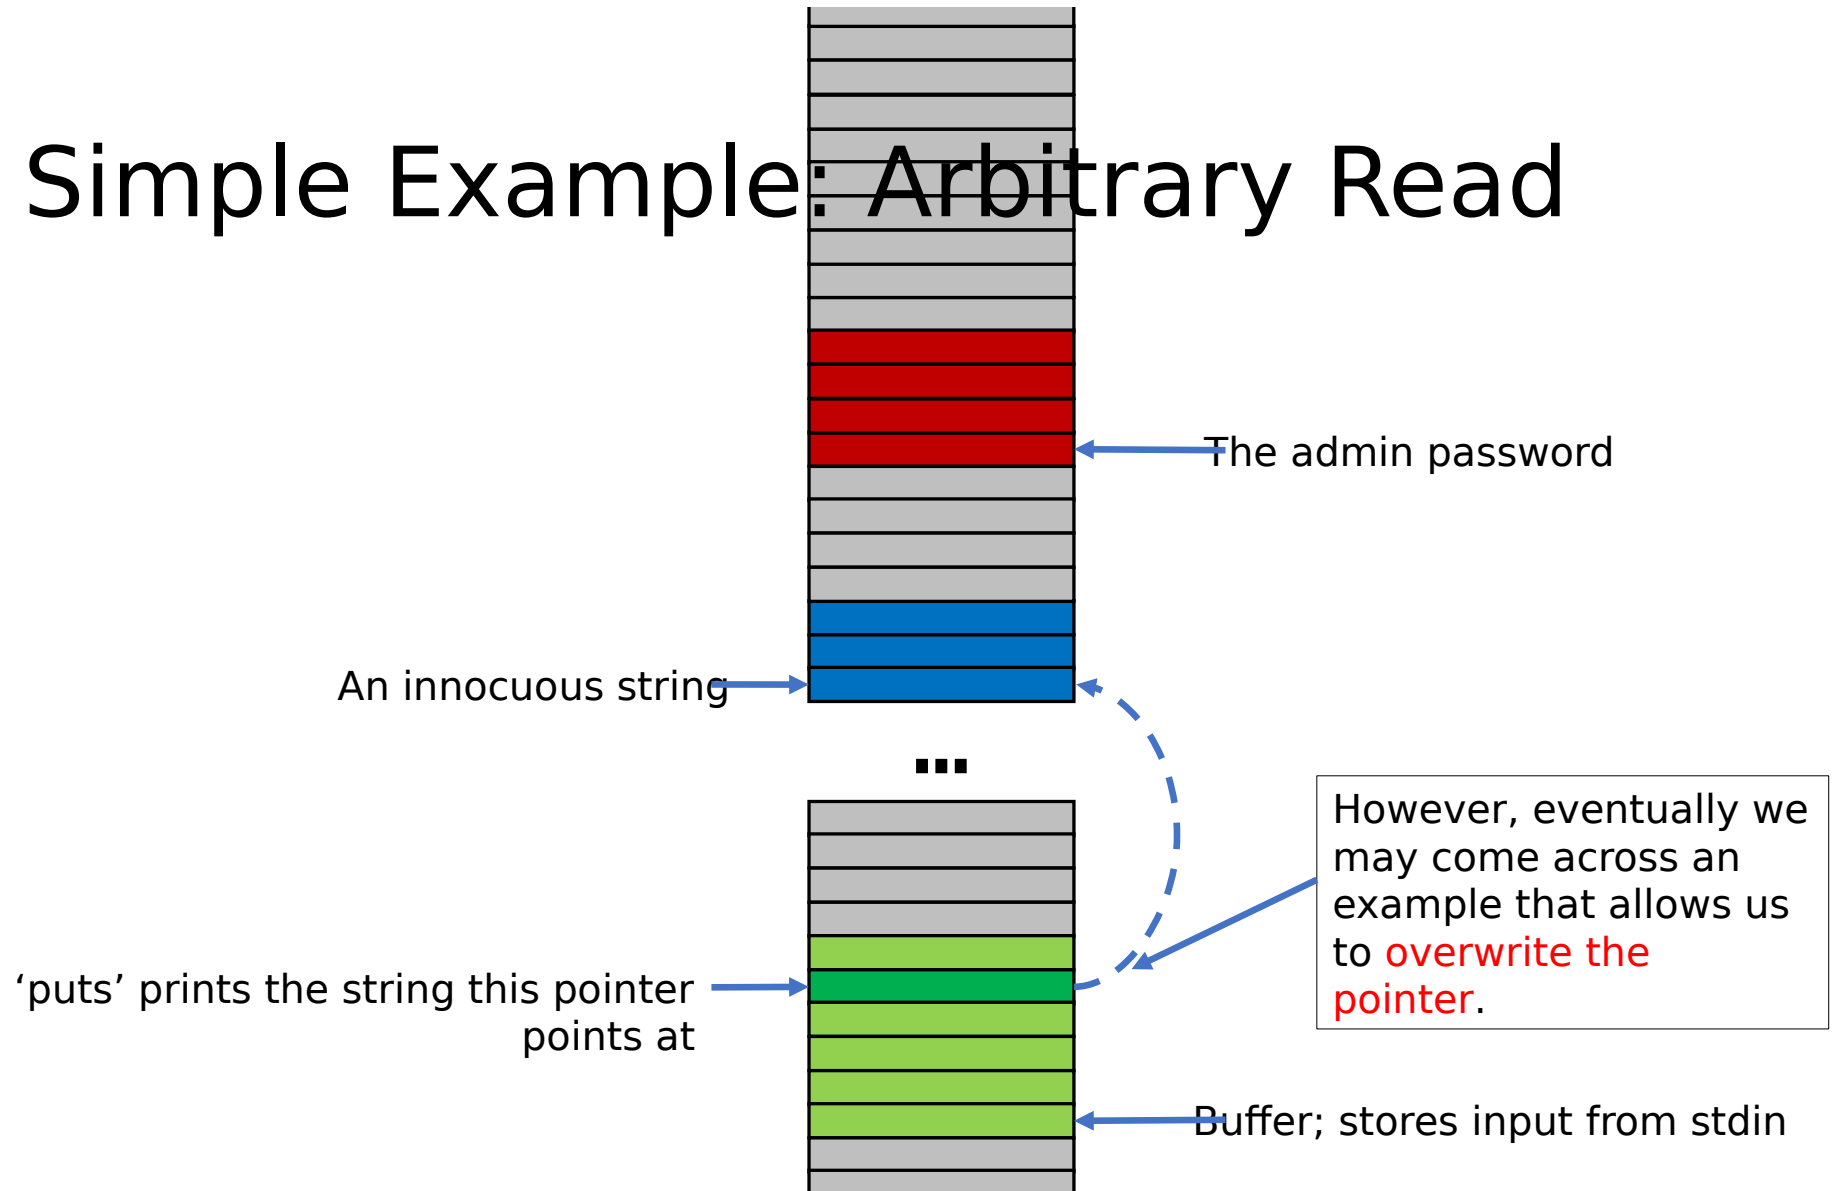 Simple Example: Arbitrary Read
The admin password
An innocuous string
...
However, eventually we
may come across an
example that allows us
to overwrite the
pointer.
‘puts’ prints the string this pointer
points at
Buffer; stores input from stdin